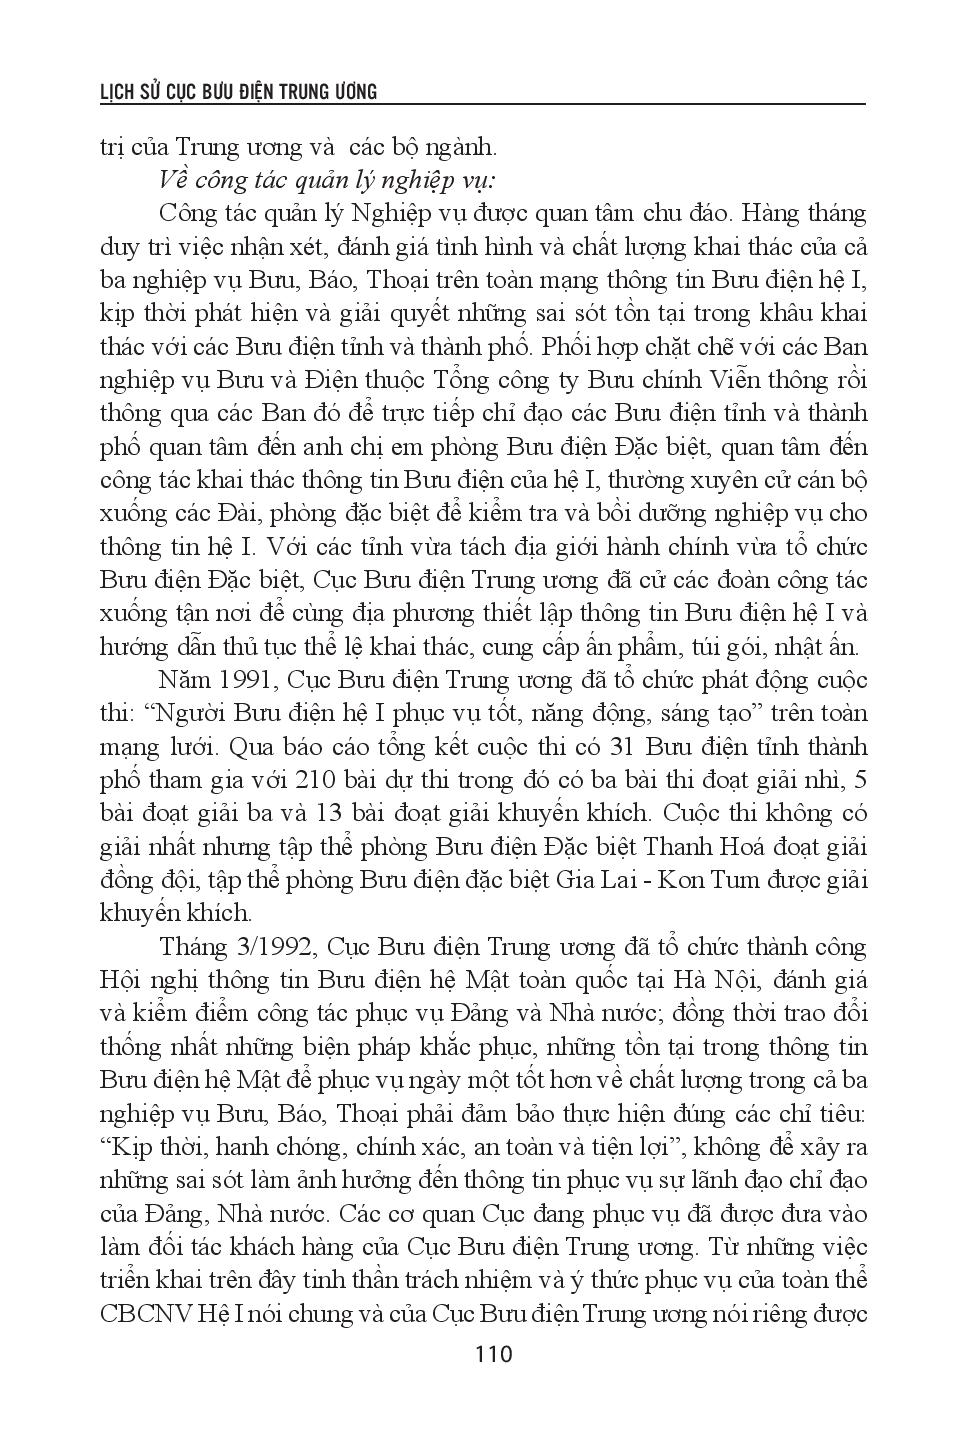 LỊCH SỬ CỤC BƯU ĐIỆN TRUNG ƯƠNG
trị của Trung ương và  các bộ ngành.
Về công tác quản lý nghiệp vụ:
Công tác quản lý Nghiệp vụ được quan tâm chu đáo. Hàng tháng
duy trì việc nhận xét, đánh giá tình hình và chất lượng khai thác của cả
ba nghiệp vụ Bưu, Báo, Thoại trên toàn mạng thông tin Bưu điện hệ I,
kịp thời phát hiện và giải quyết những sai sót tồn tại trong khâu khai
thác với các Bưu điện tỉnh và thành phố. Phối hợp chặt chẽ với các Ban
nghiệp vụ Bưu và Điện thuộc Tổng công ty Bưu chính Viễn thông rồi
thông qua các Ban đó để trực tiếp chỉ đạo các Bưu điện tỉnh và thành
phố quan tâm đến anh chị em phòng Bưu điện Đặc biệt, quan tâm đến
công tác khai thác thông tin Bưu điện của hệ I, thường xuyên cử cán bộ
xuống các Đài, phòng đặc biệt để kiểm tra và bồi dưỡng nghiệp vụ cho
thông tin hệ I. Với các tỉnh vừa tách địa giới hành chính vừa tổ chức
Bưu điện Đặc biệt, Cục Bưu điện Trung ương đã cử các đoàn công tác
xuống tận nơi để cùng địa phương thiết lập thông tin Bưu điện hệ I và
hướng dẫn thủ tục thể lệ khai thác, cung cấp ấn phẩm, túi gói, nhật ấn.
Năm 1991, Cục Bưu điện Trung ương đã tổ chức phát động cuộc
thi: “Người Bưu điện hệ I phục vụ tốt, năng động, sáng tạo” trên toàn
mạng lưới. Qua báo cáo tổng kết cuộc thi có 31 Bưu điện tỉnh thành
phố tham gia với 210 bài dự thi trong đó có ba bài thi đoạt giải nhì, 5
bài đoạt giải ba và 13 bài đoạt giải khuyến khích. Cuộc thi không có
giải nhất nhưng tập thể phòng Bưu điện Đặc biệt Thanh Hoá đoạt giải
đồng đội, tập thể phòng Bưu điện đặc biệt Gia Lai - Kon Tum được giải
khuyến khích.
Tháng 3/1992, Cục Bưu điện Trung ương đã tổ chức thành công
Hội nghị thông tin Bưu điện hệ Mật toàn quốc tại Hà Nội, đánh giá
và kiểm điểm công tác phục vụ Đảng và Nhà nước; đồng thời trao đổi
thống nhất những biện pháp khắc phục, những tồn tại trong thông tin
Bưu điện hệ Mật để phục vụ ngày một tốt hơn về chất lượng trong cả ba
nghiệp vụ Bưu, Báo, Thoại phải đảm bảo thực hiện đúng các chỉ tiêu:
“Kịp thời, hanh chóng, chính xác, an toàn và tiện lợi”, không để xảy ra
những sai sót làm ảnh hưởng đến thông tin phục vụ sự lãnh đạo chỉ đạo
của Đảng, Nhà nước. Các cơ quan Cục đang phục vụ đã được đưa vào
làm đối tác khách hàng của Cục Bưu điện Trung ương. Từ những việc
triển khai trên đây tinh thần trách nhiệm và ý thức phục vụ của toàn thể
CBCNV Hệ I nói chung và của Cục Bưu điện Trung ương nói riêng được
110